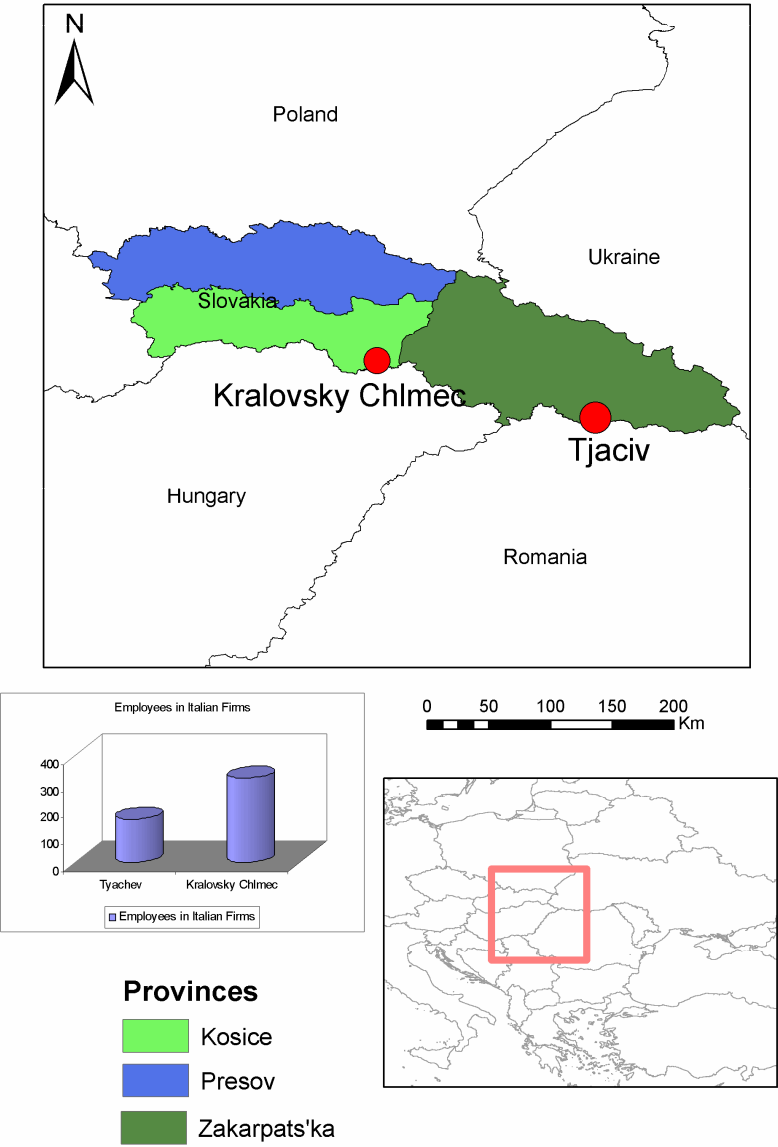 N
Poland
Ukraine
Slovakia
Kralovsky Chlmec
Tjaciv
Hungary
Romania
Employees in Italian Firms
400
300
200
100
0
Tyachev Kralovsky Chlmec
Employees in Italian Firms
0 50 100 150 200
Km
Provinces
Kosice
Presov
Zakarpats'ka